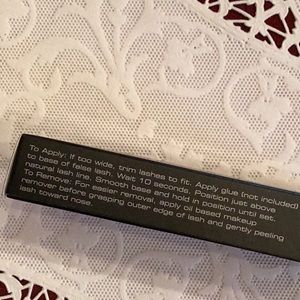 To Apply: If too wide, trim lashes to fit. Apply glue (not included)
to base of false lash. Wait 10 seconds. Position just above
natural lash line. Smooth base and hold in position until set.
To Remove: For easier removal, apply oil based makeup
remover before grasping outer edge of lash and gently peeling
lash toward nose.